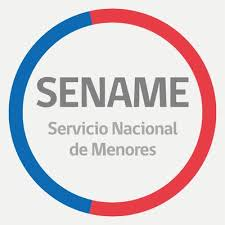 SENAME
Servicio Nacional
de Menores